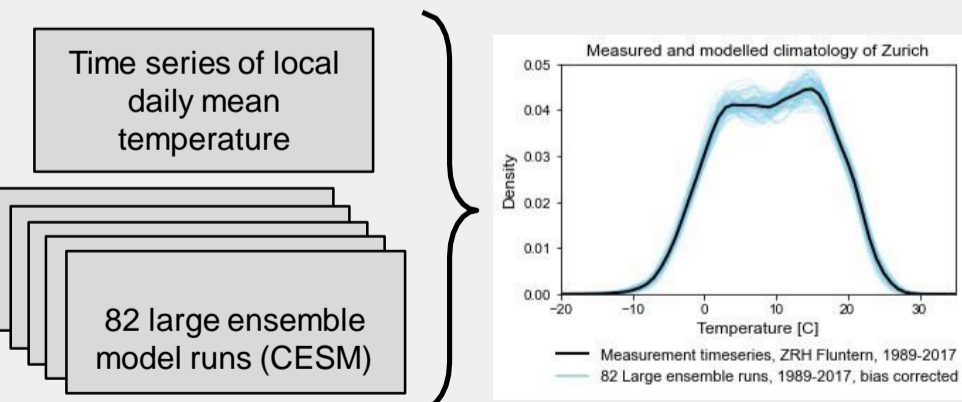 Time series of local
daily mean
temperature
82 large ensemble
model runs (CESM)
Measured and modelled climatology of Zurich
Density
0.05
0.04
0.03
0.02
0.01
0.00
−20
−10
0
10
20
30
Temperature [C]
Measurement timeseries, ZRH Fluntern, 1989-2017
82 Large ensemble runs, 1989-2017, bias corrected